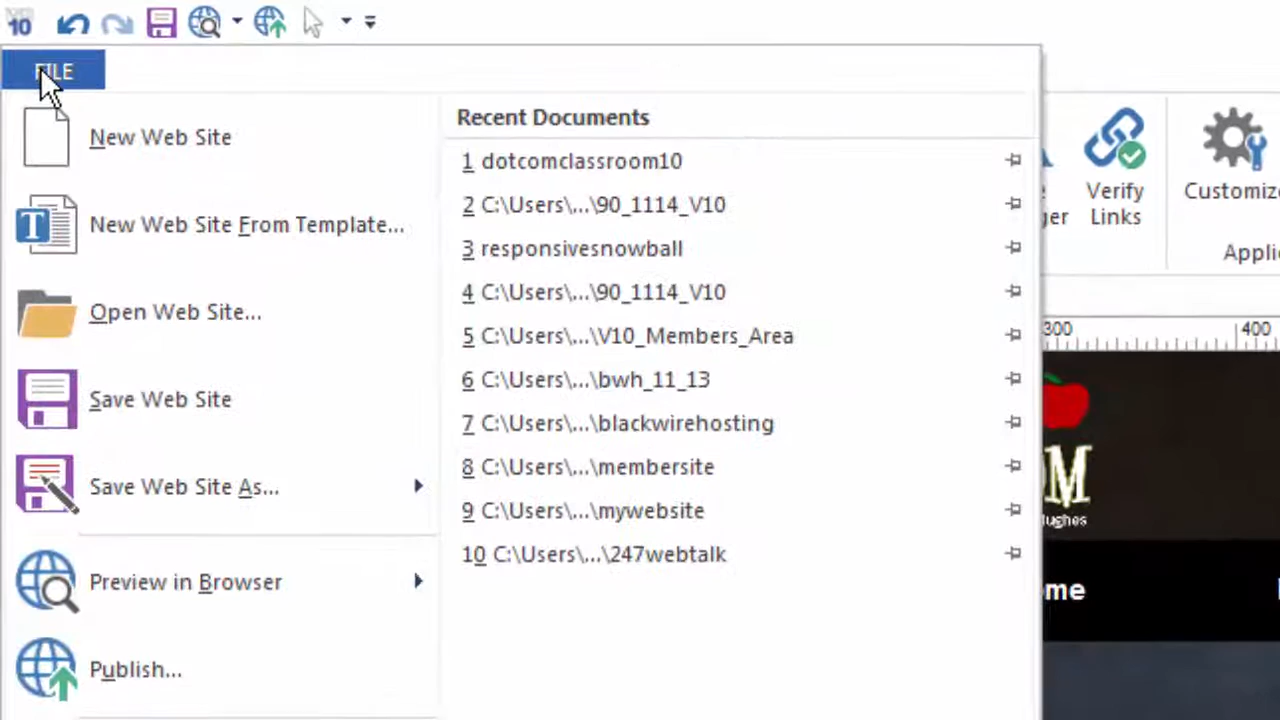 10
FILE
New Web Site
New Web Site From Template...
Open Web Site...
Save Web Site
Save Web Site As...
Preview in Browser
Publish...
Recent Documents
1 dotcomclassroom10
2 C:\Users\...\90_1114_V10
3 responsivesnowball
4 C:\Users\...\90_1114_V10
5 C:\Users\...\V10_Members_Area
6 C:\Users\...\bwh_11_13
7 C:\Users\...\blackwirehosting
8 C:\Users\...\membersite
9 C:\Users\...\mywebsite
10 C:\Users\...\247webtalk
Verify
Links
300
400